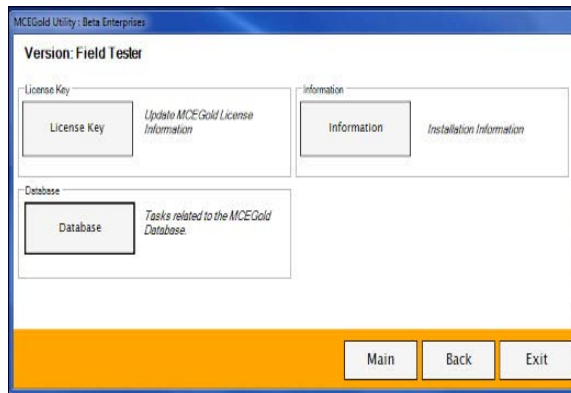 MCEGold Utility : Beta Enterprises
Version: Field Tester
License Key
License Key
Update MCEGold License
Information
Information
Information
Installation Information
Database
Database
Tasks related to the MCEGold
Database.
Main
Back
Exit